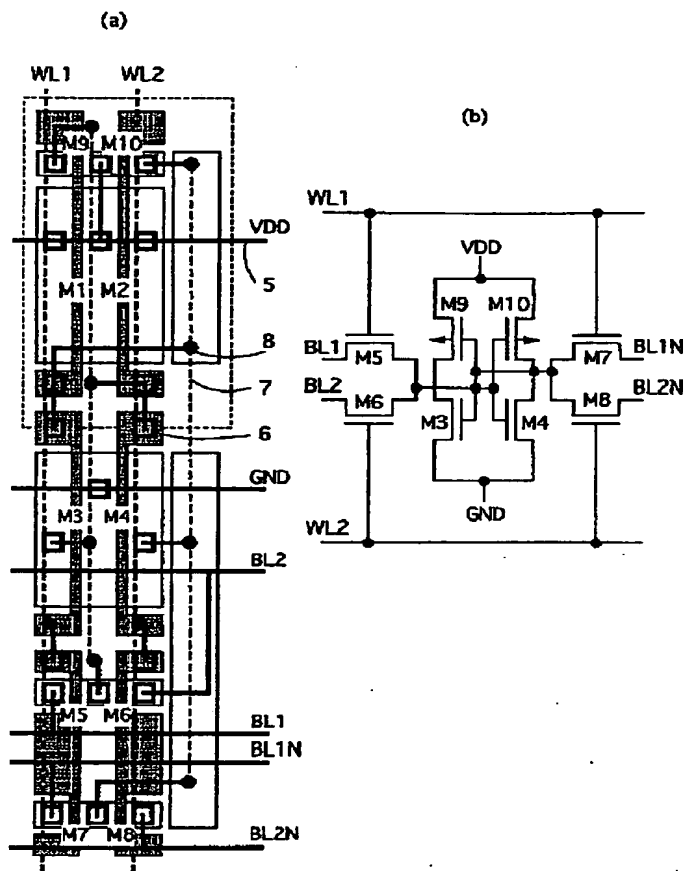 (a)
WL1 WL2
M9 M10
VDD
5
M1 M2
8
7
6
GND
M3 M4
BL2
M5 M6
BL1
BL1N
M7 M8
BL2N
(b)
WL1
VDD
M9 M10
BL1 M5 M7 BL1N
BL2 M6 M3 M4 M8 BL2N
GND
WL2